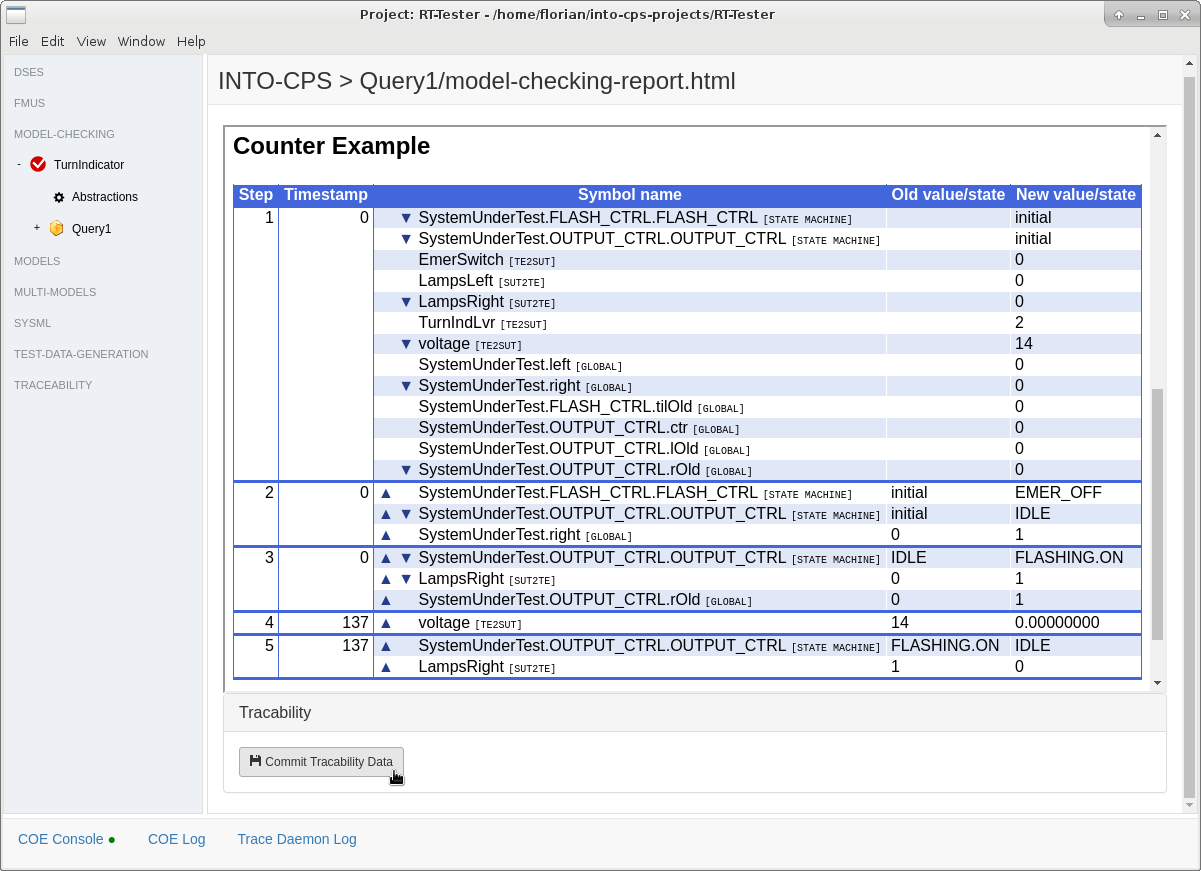 Project: RT-Tester - /home/florian/into-cps-projects/RT-Tester
File Edit View Window Help
DSES
FMUS
MODEL-CHECKING
- TurnIndicator
Abstractions
+ Query1
MODELS
MULTI-MODELS
SYSML
TEST-DATA-GENERATION
TRACEABILITY
INTO-CPS > Query1/model-checking-report.html
Counter Example
Step Timestamp Symbol name Old value/state New value/state
1 0 ▼ SystemUnderTest.FLASH_CTRL.FLASH_CTRL [STATE MACHINE] initial
▼ SystemUnderTest.OUTPUT_CTRL.OUTPUT_CTRL [STATE MACHINE] initial
EmerSwitch [TE2SUT] 0
LampsLeft [SUT2TE] 0
▼ LampsRight [SUT2TE] 0
TurnIndLvr [TE2SUT] 2
▼ voltage [TE2SUT] 14
SystemUnderTest.left [GLOBAL] 0
▼ SystemUnderTest.right [GLOBAL] 0
SystemUnderTest.FLASH_CTRL.tilOld [GLOBAL] 0
SystemUnderTest.OUTPUT_CTRL.ctr [GLOBAL] 0
SystemUnderTest.OUTPUT_CTRL.lOld [GLOBAL] 0
▼ SystemUnderTest.OUTPUT_CTRL.rOld [GLOBAL] 0
2 0 ▲ SystemUnderTest.FLASH_CTRL.FLASH_CTRL [STATE MACHINE] initial EMER_OFF
▲ ▼ SystemUnderTest.OUTPUT_CTRL.OUTPUT_CTRL [STATE MACHINE] initial IDLE
▲ SystemUnderTest.right [GLOBAL] 0 1
3 0 ▲ ▼ SystemUnderTest.OUTPUT_CTRL.OUTPUT_CTRL [STATE MACHINE] IDLE FLASHING.ON
▲ ▼ LampsRight [SUT2TE] 0 1
▲ SystemUnderTest.OUTPUT_CTRL.rOld [GLOBAL] 0 1
4 137 ▲ voltage [TE2SUT] 14 0.00000000
5 137 ▲ SystemUnderTest.OUTPUT_CTRL.OUTPUT_CTRL [STATE MACHINE] FLASHING.ON IDLE
▲ LampsRight [SUT2TE] 1 0
Tracability
Commit Tracability Data
COE Console COE Log Trace Daemon Log